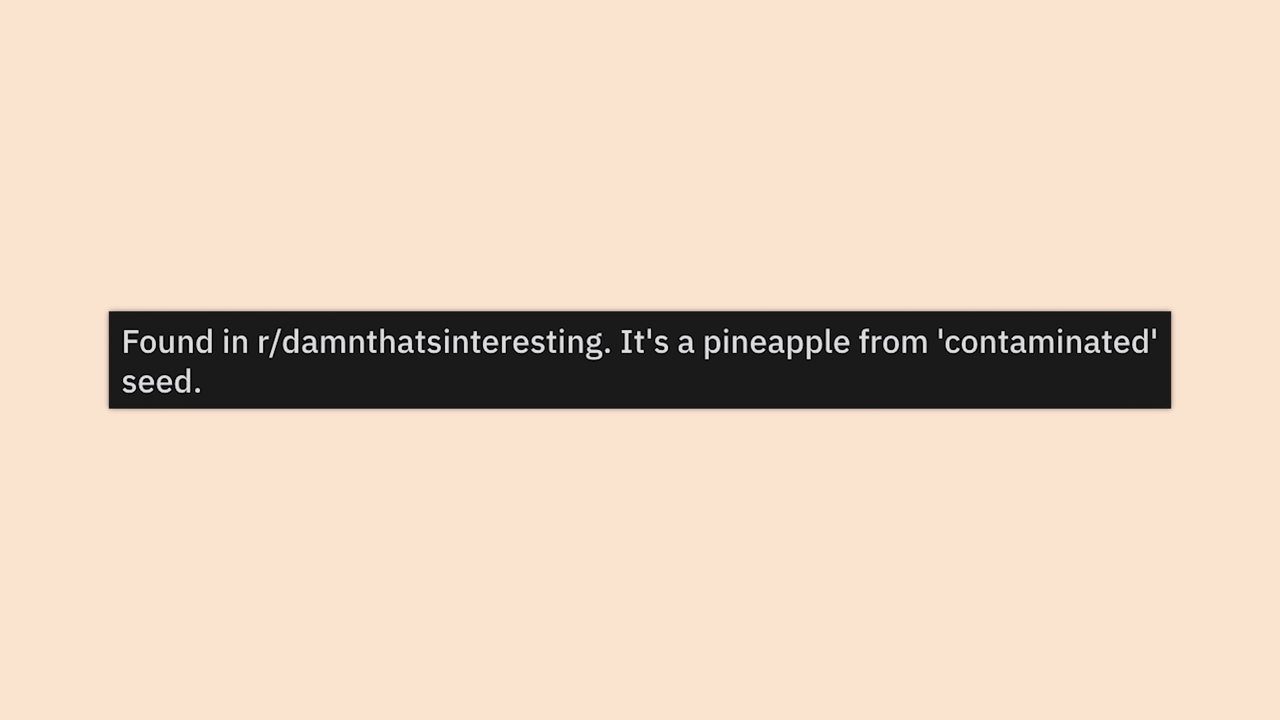 Found in r/damnthatsinteresting. It's a pineapple from 'contaminated'
seed.